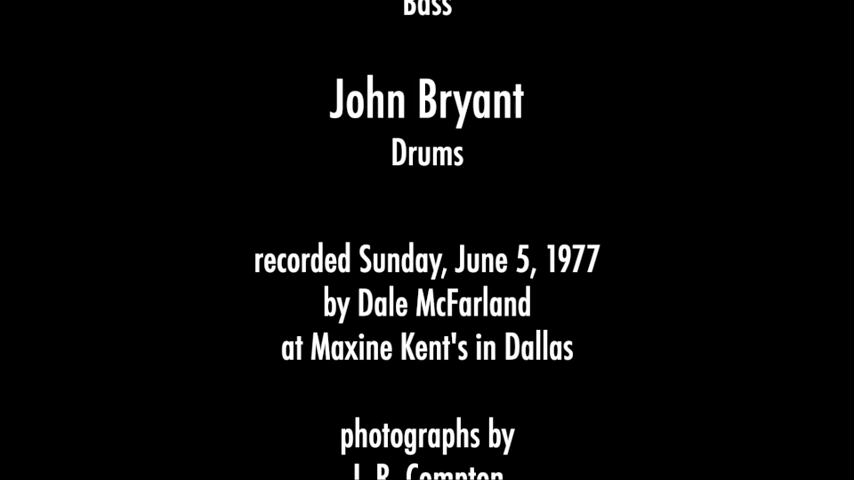 Bass
John Bryant
Drums
recorded Sunday, June 5, 1977
by Dale McFarland
at Maxine Kent's in Dallas
photographs by
J. R. Compton